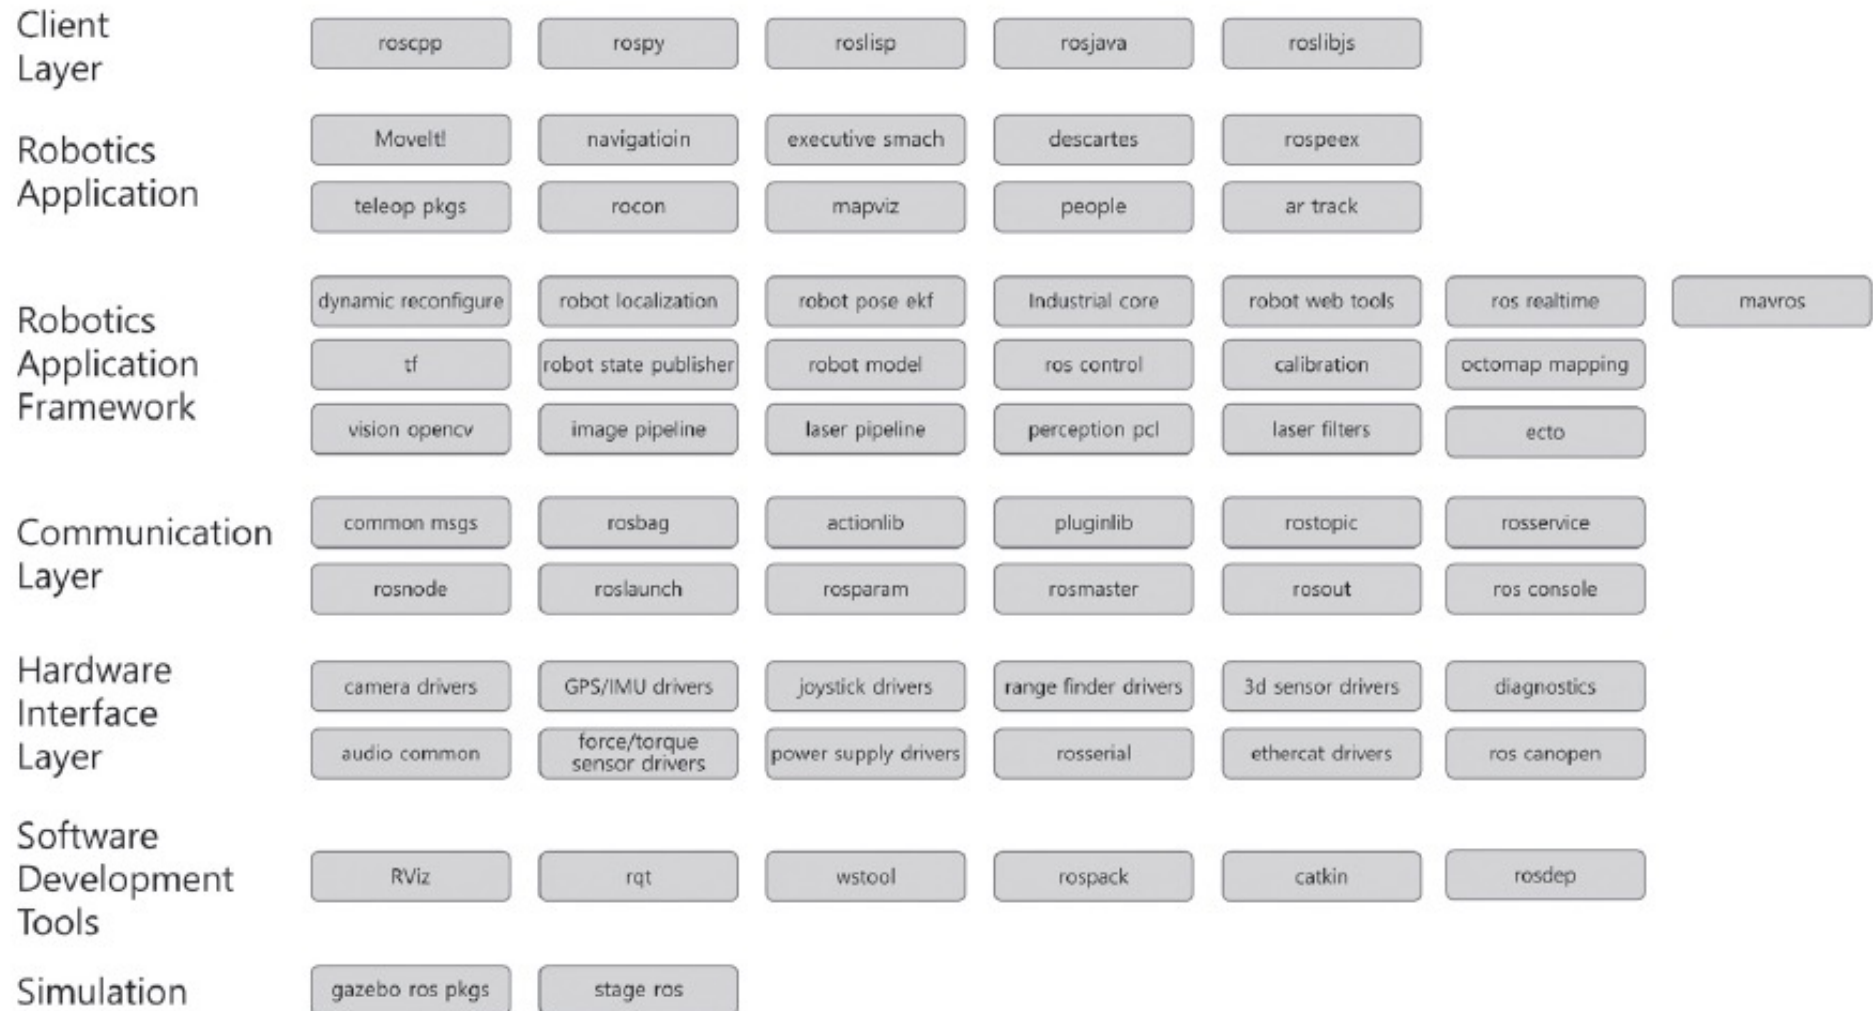 Client
Layer
roscpp rospy roslisp rosjava roslibjs
Robotics
Application
MoveIt! navigatioin executive smach descartes rospeex
teleop pkgs rocon mapviz people ar track
Robotics
Application
Framework
dynamic reconfigure robot localization robot pose ekf Industrial core robot web tools ros realtime mavros
tf robot state publisher robot model ros control calibration octomap mapping
vision opencv image pipeline laser pipeline perception pcl laser filters ecto
Communication
Layer
common msgs rosbag actionlib pluginlib rostopic rosservice
rosnode roslaunch rosparam rosmaster rosout ros console
Hardware
Interface
Layer
camera drivers GPS/IMU drivers joystick drivers range finder drivers 3d sensor drivers diagnostics
audio common force/torque sensor drivers power supply drivers rosserial ethercat drivers ros canopen
Software
Development
Tools
RViz rqt wstool rospack catkin rosdep
Simulation
gazebo ros pkgs stage ros